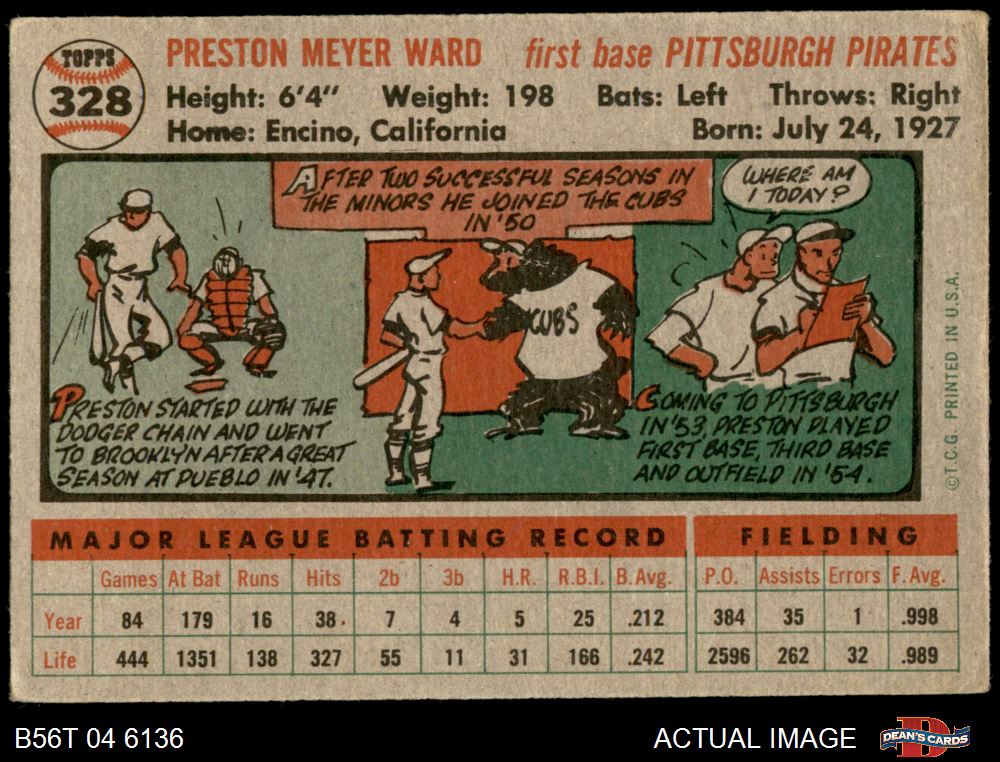 TOPPS
328
PRESTON MEYER WARD first base PITTSBURGH PIRATES
Height: 6'4" Weight: 198 Bats: Left Throws: Right
Home: Encino, California Born: July 24, 1927
PRESTON STARTED WITH THE
DODGER CHAIN AND WENT
TO BROOKLYN AFTER A GREAT
SEASON AT PUEBLO IN '47.
AFTER TWO SUCCESSFUL SEASONS IN
THE MINORS HE JOINED THE CUBS
IN '50
CUBS
WHERE AM
I TODAY?
COMING TO PITTSBURGH
IN '53, PRESTON PLAYED
FIRST BASE, THIRD BASE
AND OUTFIELD IN '54.
©T.C.G. PRINTED IN U.S.A.
MAJOR LEAGUE BATTING RECORD FIELDING
Games At Bat Runs Hits 2b 3b H.R. R.B.I. B. Avg. P.O. Assists Errors F. Avg.
Year 84 179 16 38 7 4 5 25 .212 384 35 1 .998
Life 444 1351 138 327 55 11 31 166 .242 2596 262 32 .989
B56T 04 6136 ACTUAL IMAGE
D
DEAN'S CARDS